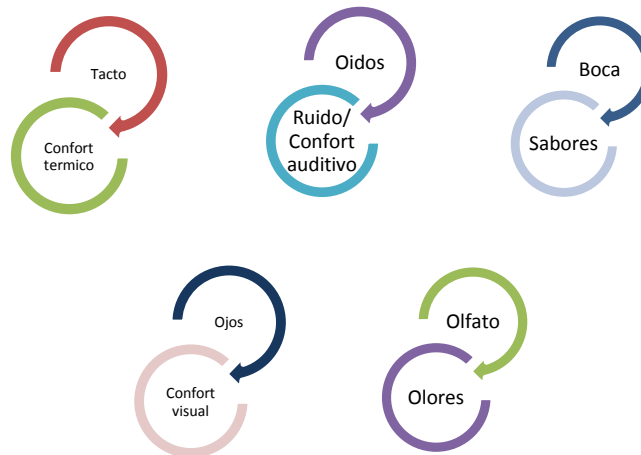 Tacto
Confort
termico
Oidos
Ruido/
Confort
auditivo
Boca
Sabores
Ojos
Confort
visual
Olfato
Olores